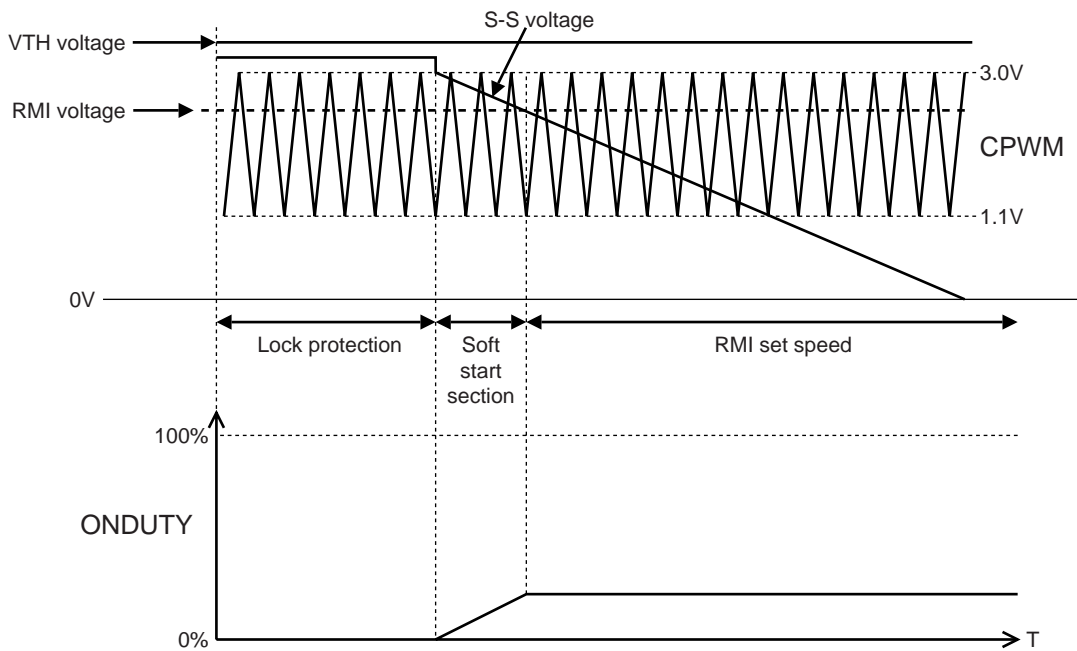 S-S voltage
VTH voltage
3.0V
RMI voltage
CPWM
1.1V
0V
Lock protection
Soft
start
section
RMI set speed
100%
ONDUTY
0%
T